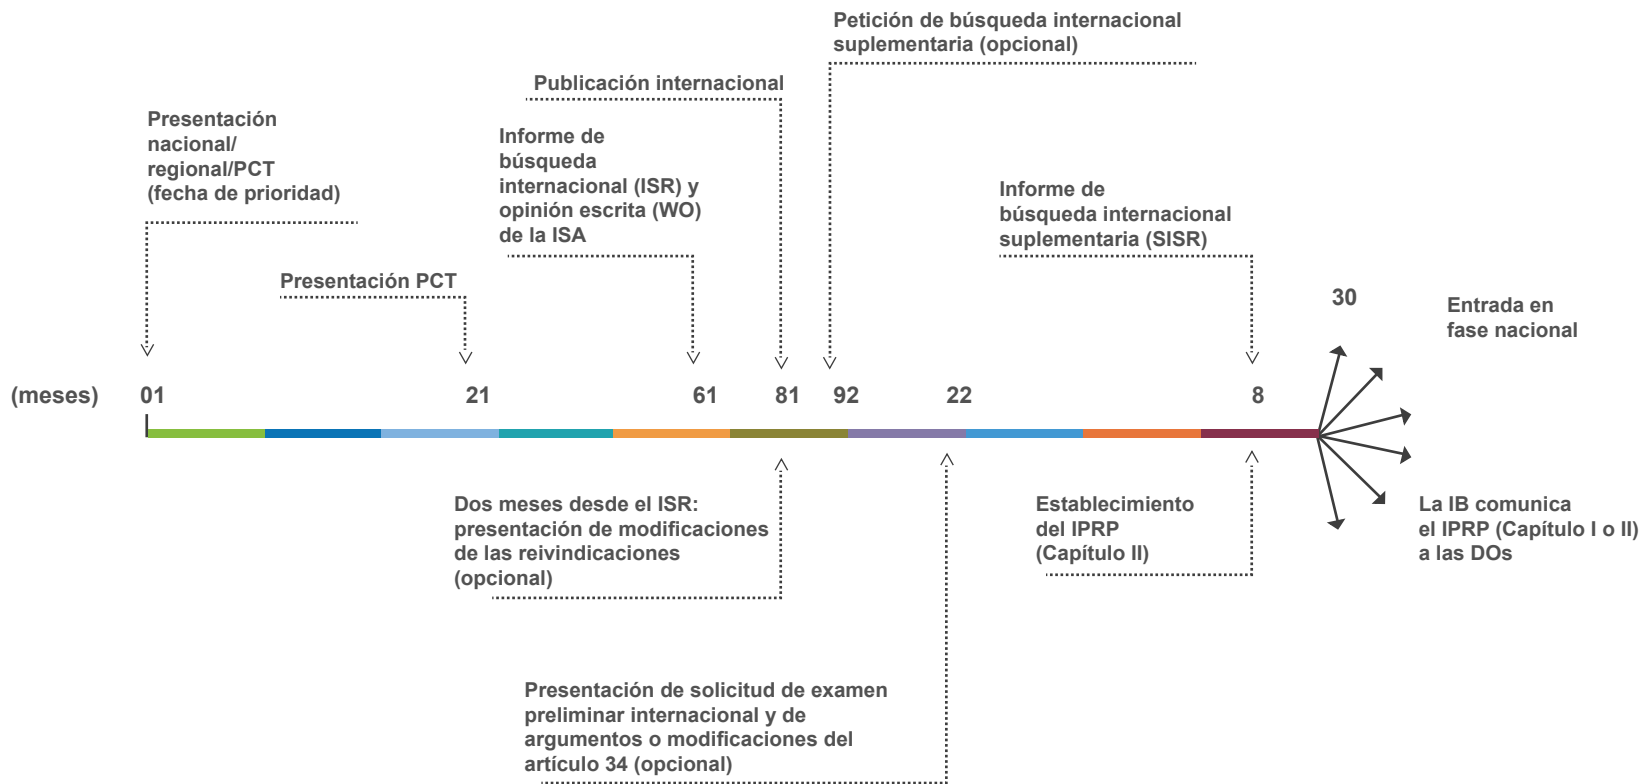 Petición de búsqueda internacional
suplementaria (opcional)
Publicación internacional
Presentación
nacional/
regional/PCT
(fecha de prioridad)
Informe de
búsqueda
internacional (ISR) y
opinión escrita (WO)
de la ISA
Informe de
búsqueda internacional
suplementaria (SISR)
Presentación PCT
30
Entrada en
fase nacional
(meses) 01 21 61 81 92 22 8
Dos meses desde el ISR:
presentación de modificaciones
de las reivindicaciones
(opcional)
Establecimiento
del IPRP
(Capítulo II)
La IB comunica
el IPRP (Capítulo I o II)
a las DOs
Presentación de solicitud de examen
preliminar internacional y de
argumentos o modificaciones del
artículo 34 (opcional)